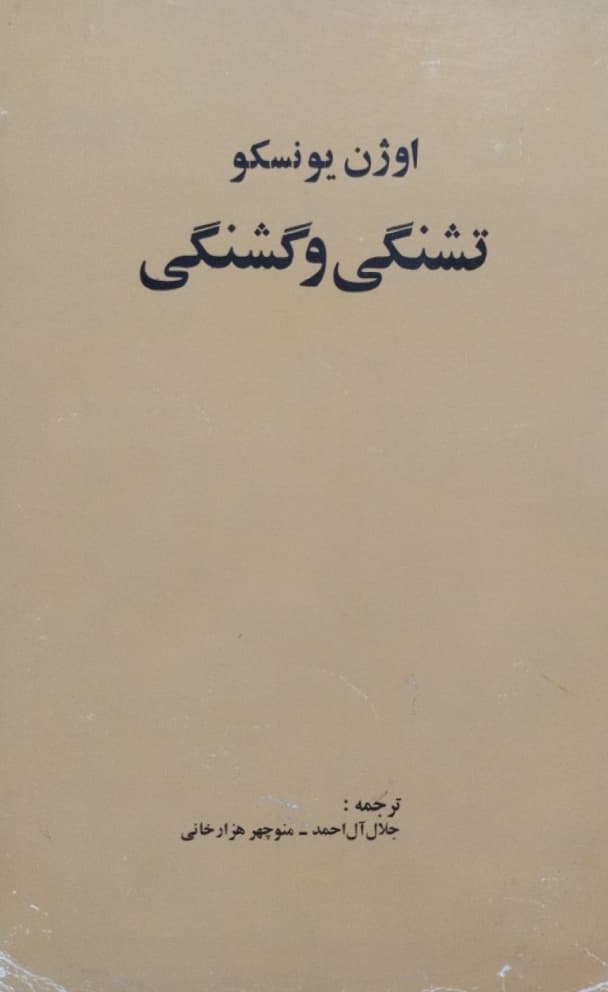 اوژن یونسکو
تشنگی و گشنگی
ترجمه :
جلال آل احمد ـ منوچهر هزارخانی